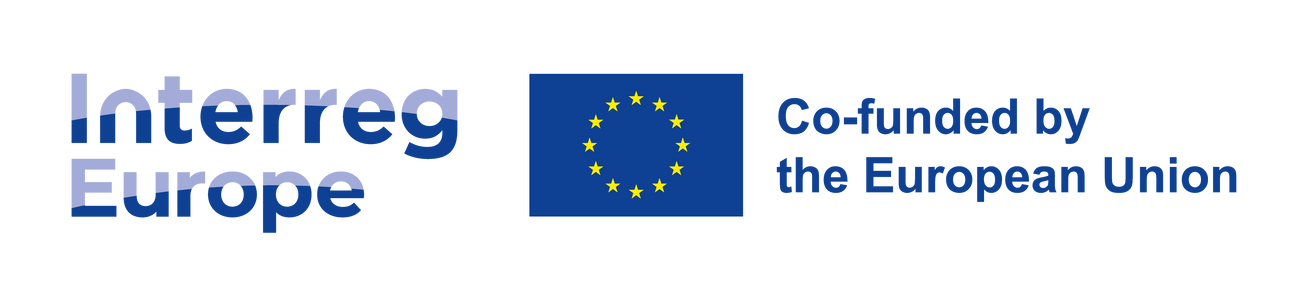 Interreg
Europe
Co-funded by
the European Union